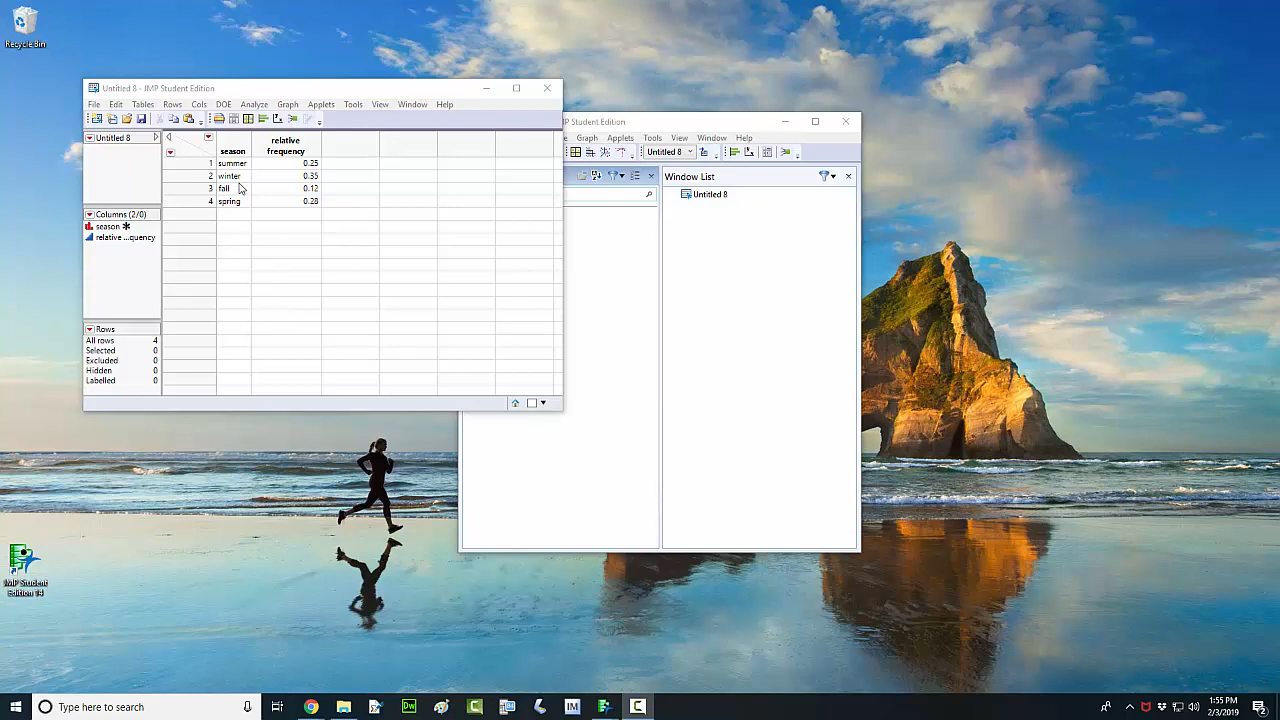 Recycle Bin
Untitled 8 - JMP Student Edition
File Edit Tables Rows Cols DOE Analyze Graph Applets Tools View Window Help
Untitled 8
season
relative
frequency
1 summer 0.25
2 winter 0.35
3 fall 0.12
4 spring 0.28
Columns (2/0)
season
relative ...quency
Rows
All rows 4
Selected 0
Excluded 0
Hidden 0
Labelled 0
MP Student Edition
Graph Applets Tools View Window Help
Untitled 8
Window List
Untitled 8
JMP Student
Edition 14
Type here to search
Dw
IM
1:55 PM
2/3/2019
2